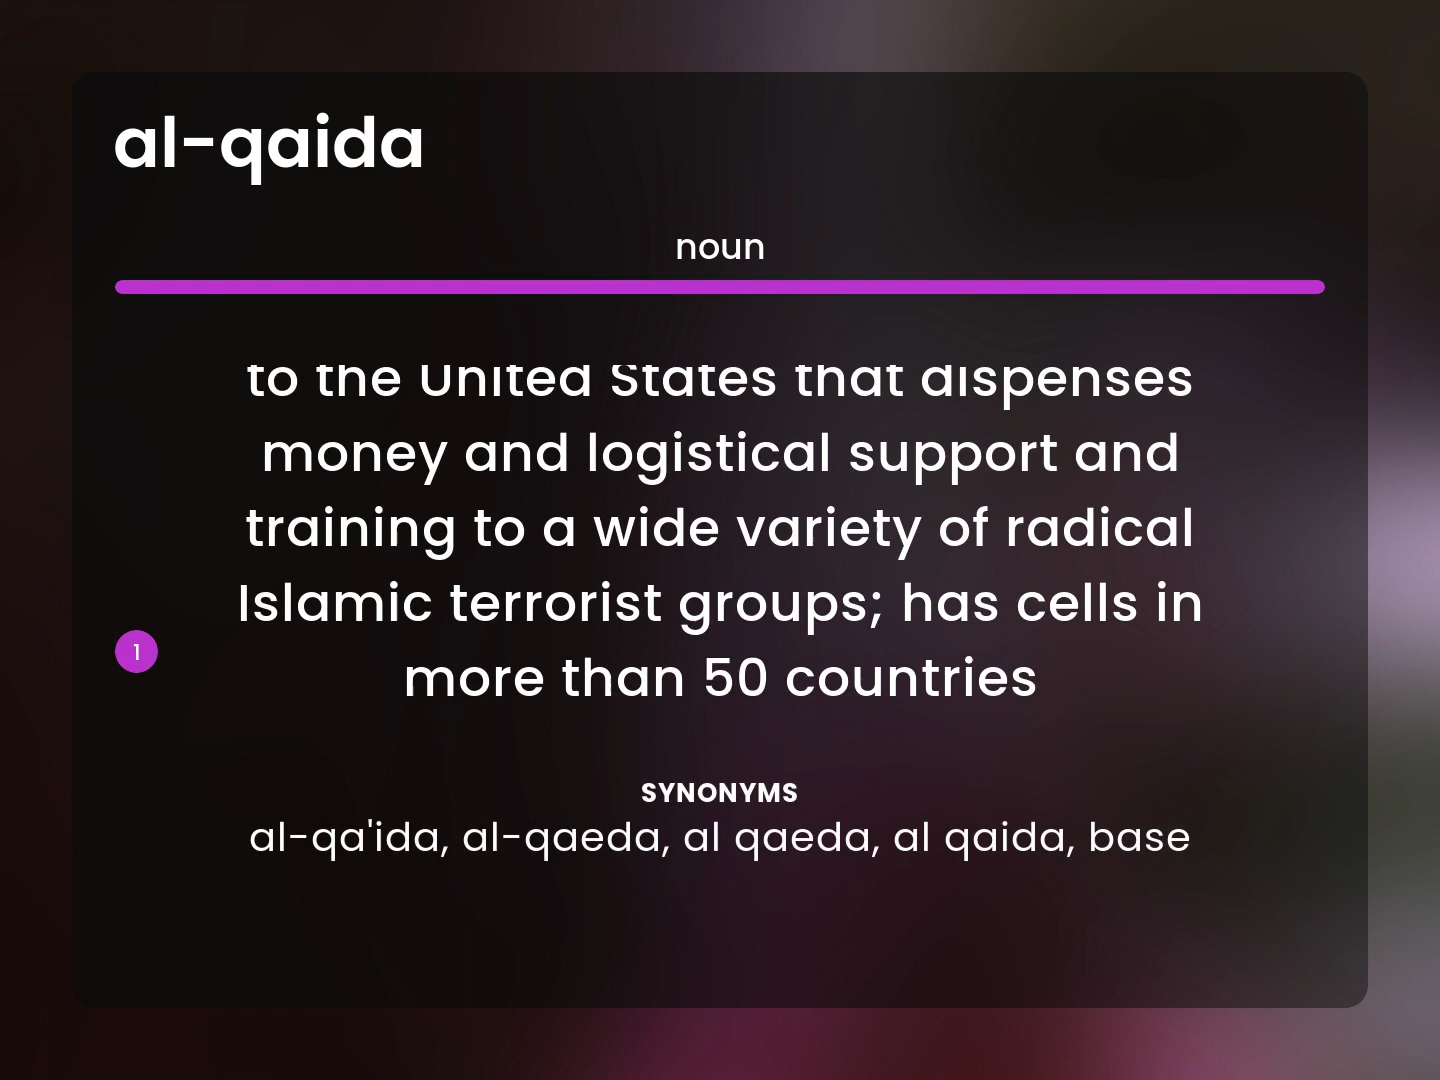 al-qaida
noun
to the United States that dispenses
money and logistical support and
training to a wide variety of radical
Islamic terrorist groups; has cells in
1
more than 50 countries
SYNONYMS
al-qa'ida, al-qaeda, al qaeda, al qaida, base